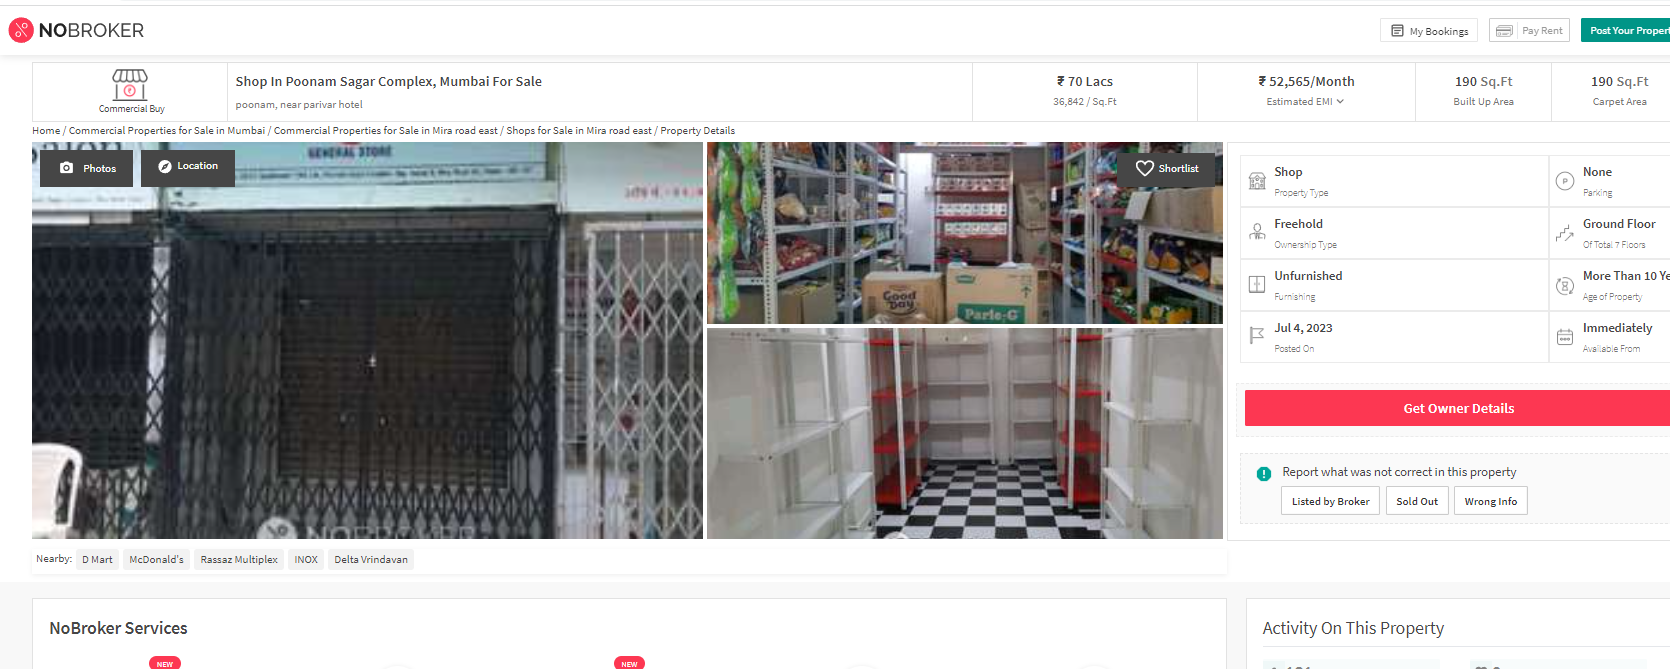 NOBROKER
My Bookings
Pay Rent
Post Your Propert
Commercial Buy
Shop In Poonam Sagar Complex, Mumbai For Sale
poonam, near parivar hotel
₹ 70 Lacs
36,842 / Sq.Ft
₹ 52,565/Month
Estimated EMI
190 Sq.Ft
Built Up Area
190 Sq.Ft
Carpet Area
Home / Commercial Properties for Sale in Mumbai / Commercial Properties for Sale in Mira road east / Shops for Sale in Mira road east / Property Details
Photos
Location
GENERAL STORE
NOBROKER
Shortlist
Good Day
Parle-G
Shop
Property Type
None
Parking
Freehold
Ownership Type
Ground Floor
Of Total 7 Floors
Unfurnished
Furnishing
More Than 10 Ye
Age of Property
Jul 4, 2023
Posted On
Immediately
Available From
Get Owner Details
Report what was not correct in this property
Listed by Broker
Sold Out
Wrong Info
Nearby:
D Mart
McDonald's
Rassaz Multiplex
INOX
Delta Vrindavan
NoBroker Services
NEW
NEW
Activity On This Property